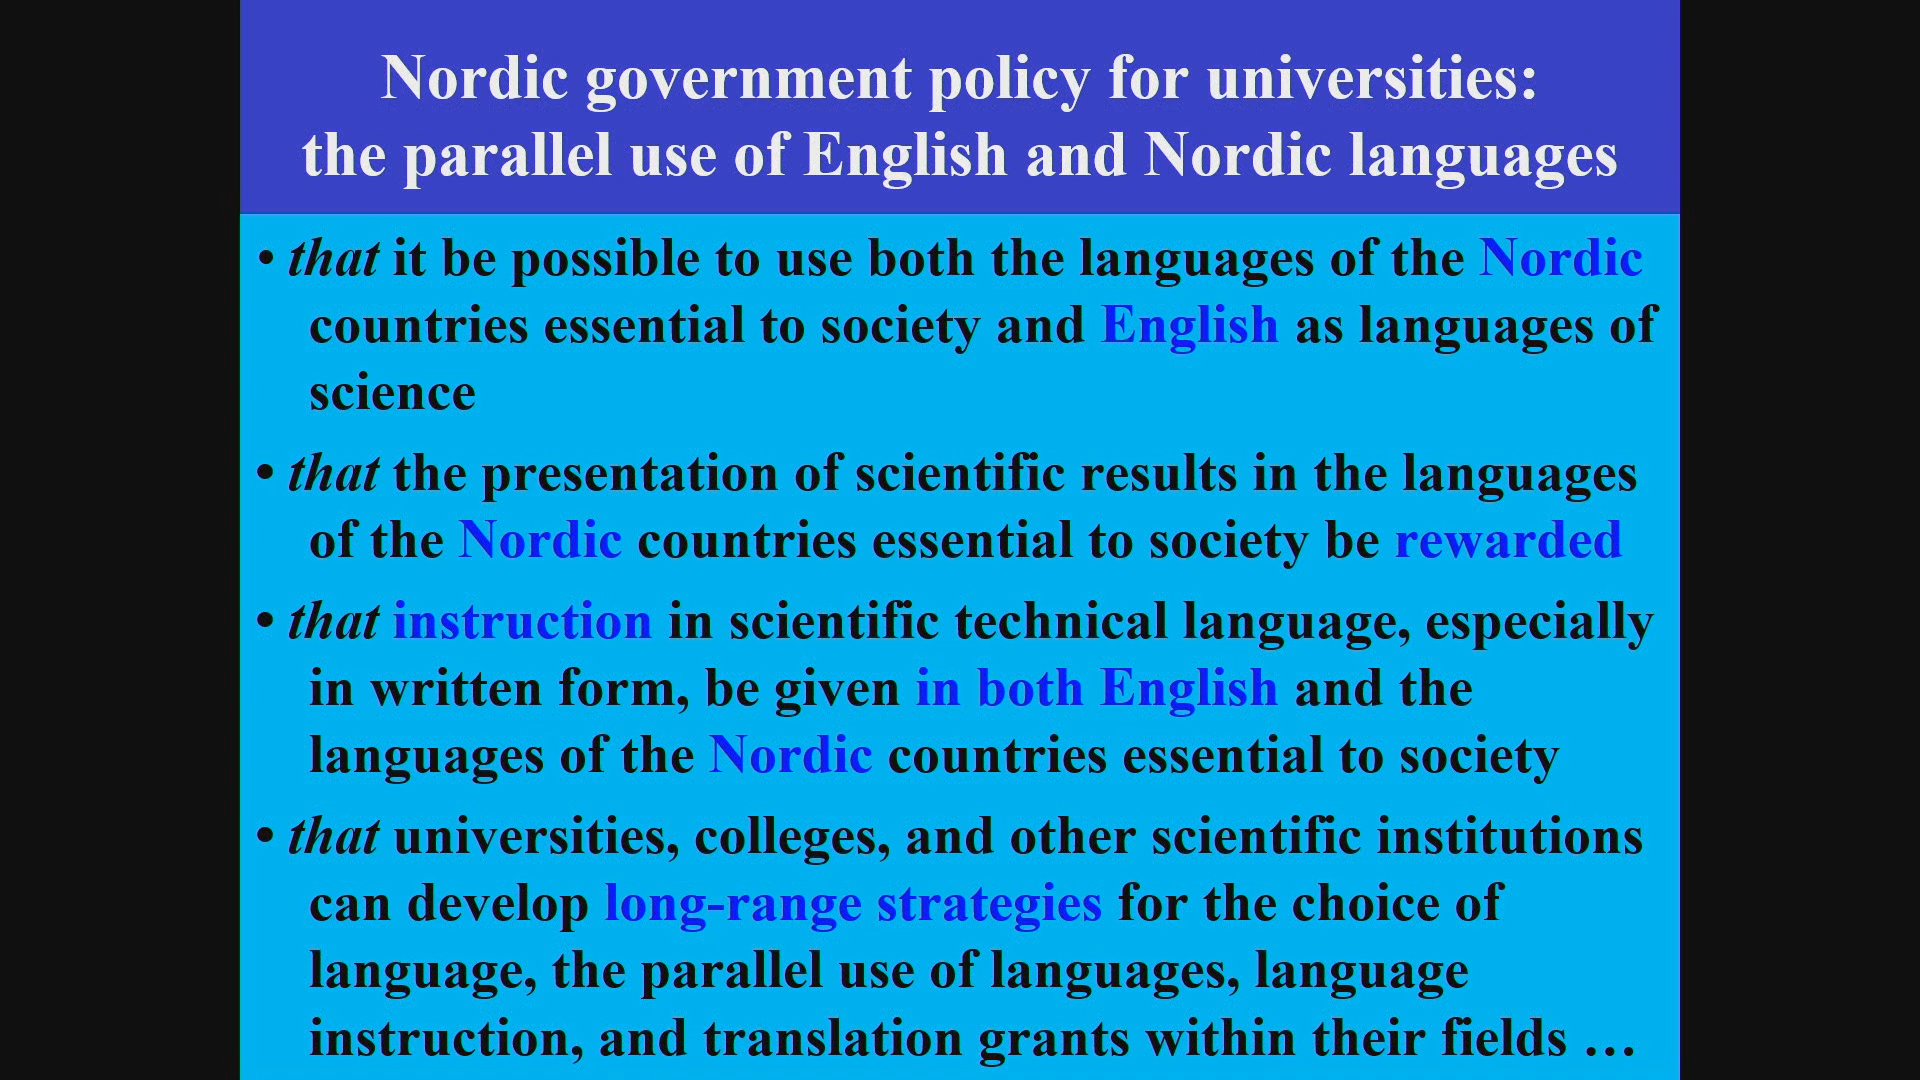 Nordic government policy for universities:
the parallel use of English and Nordic languages
• that it be possible to use both the languages of the Nordic
countries essential to society and English as languages of
science
• that the presentation of scientific results in the languages
of the Nordic countries essential to society be rewarded
• that instruction in scientific technical language, especially
in written form, be given in both English and the
languages of the Nordic countries essential to society
• that universities, colleges, and other scientific institutions
can develop long-range strategies for the choice of
language, the parallel use of languages, language
instruction, and translation grants within their fields …